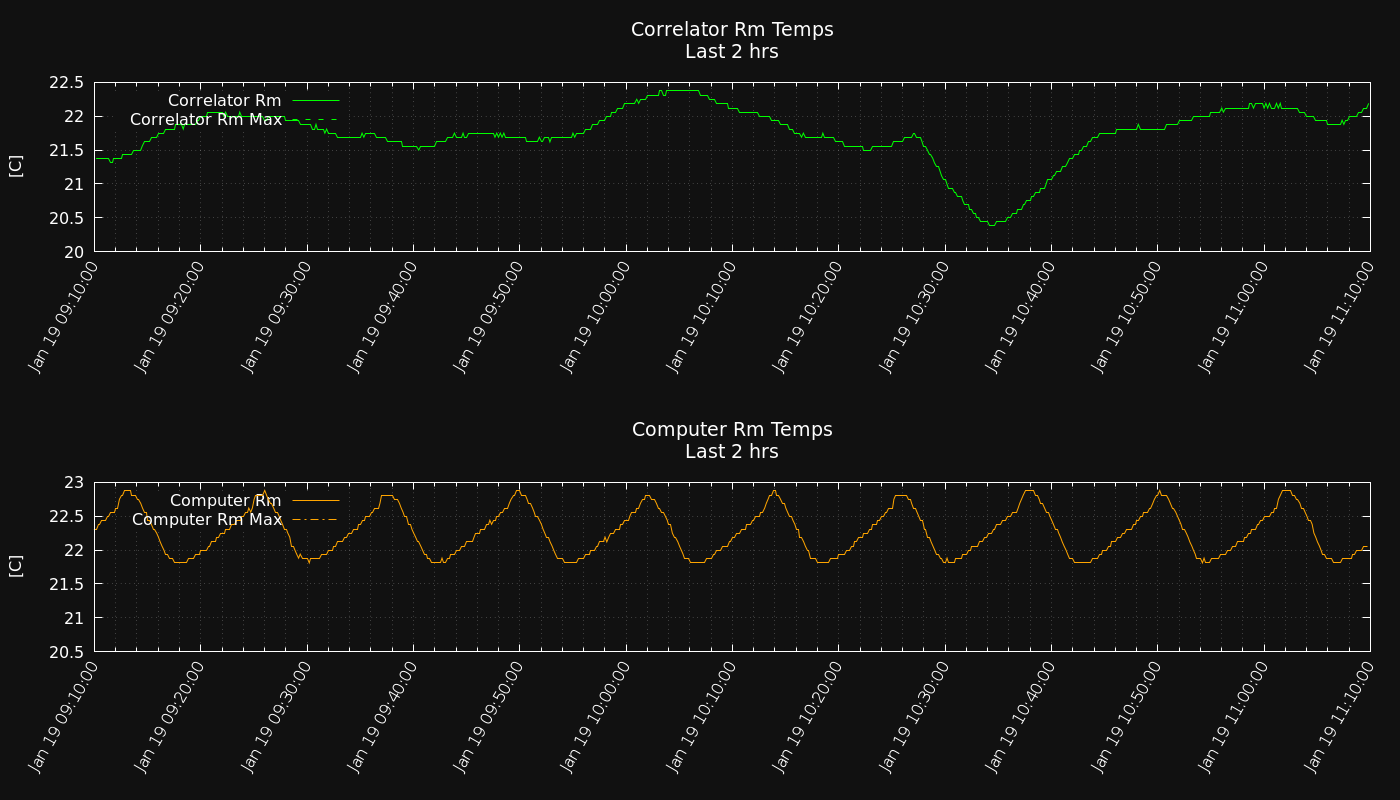 Correlator Rm Temps
Last 2 hrs
22.5
22
21.5
21
20.5
20
[C]
Correlator Rm
Correlator Rm Max
Jan 19 09:10:00
Jan 19 09:20:00
Jan 19 09:30:00
Jan 19 09:40:00
Jan 19 09:50:00
Jan 19 10:00:00
Jan 19 10:10:00
Jan 19 10:20:00
Jan 19 10:30:00
Jan 19 10:40:00
Jan 19 10:50:00
Jan 19 11:00:00
Jan 19 11:10:00
Computer Rm Temps
Last 2 hrs
23
22.5
22
21.5
21
20.5
[C]
Computer Rm
Computer Rm Max
Jan 19 09:10:00
Jan 19 09:20:00
Jan 19 09:30:00
Jan 19 09:40:00
Jan 19 09:50:00
Jan 19 10:00:00
Jan 19 10:10:00
Jan 19 10:20:00
Jan 19 10:30:00
Jan 19 10:40:00
Jan 19 10:50:00
Jan 19 11:00:00
Jan 19 11:10:00